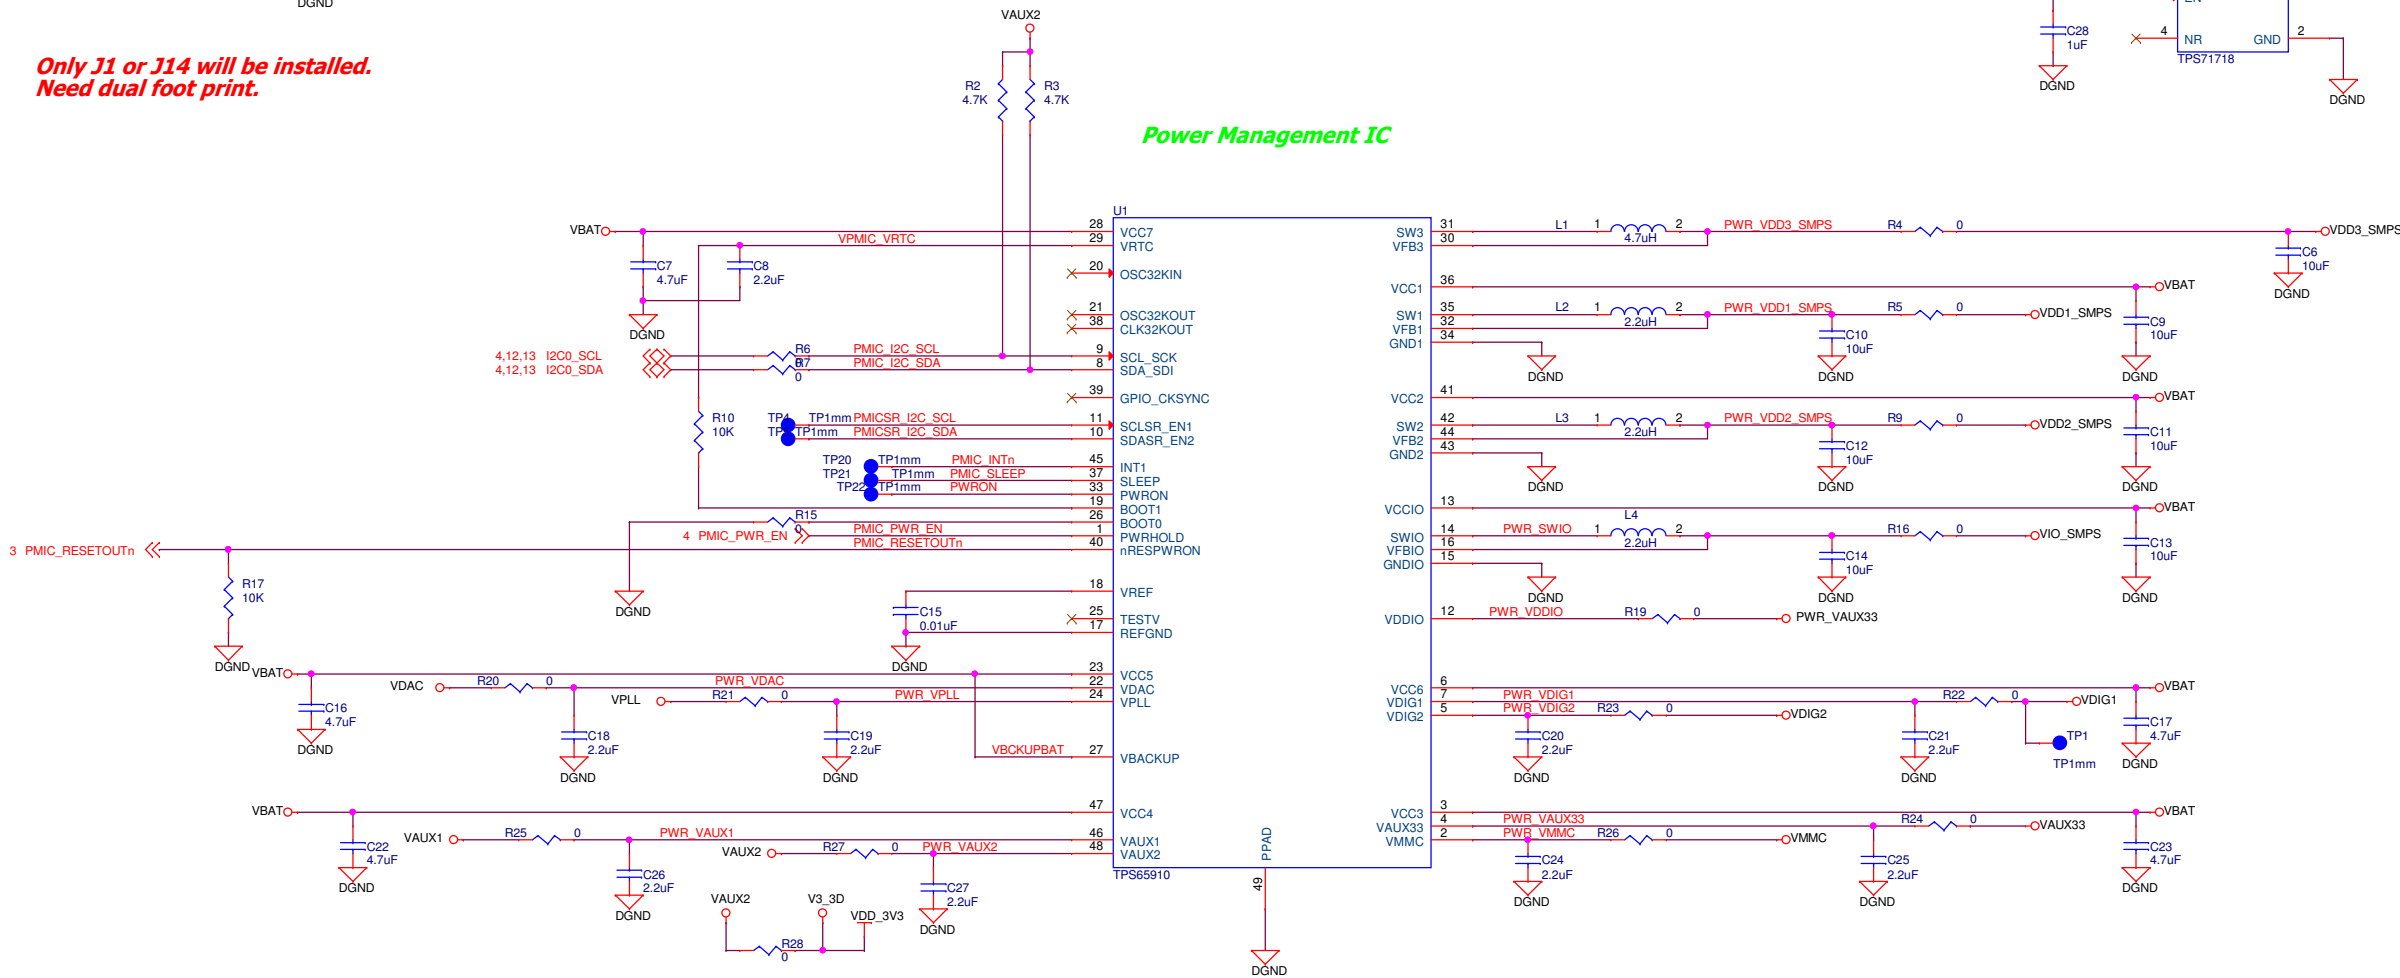 DGND
Only J1 or J14 will be installed.
Need dual foot print.
VAUX2
R2
4.7K
R3
4.7K
Power Management IC
C28
1uF
DGND
4
NR
GND
2
TPS71718
DGND
U1
TPS65910
VBAT
28
VCC7
VPMIC_VRTC
29
VRTC
C7
4.7uF
C8
2.2uF
DGND
20
OSC32KIN
21
OSC32KOUT
38
CLK32KOUT
4,12,13 I2C0_SCL
R6
0
PMIC_I2C_SCL
9
SCL_SCK
4,12,13 I2C0_SDA
R7
0
PMIC_I2C_SDA
8
SDA_SDI
39
GPIO_CKSYNC
R10
10K
TP4
TP1mm
PMICSR_I2C_SCL
11
SCLSR_EN1
TP1mm
PMICSR_I2C_SDA
10
SDASR_EN2
TP20
TP1mm
PMIC_INTn
45
INT1
TP21
TP1mm
PMIC_SLEEP
37
SLEEP
TP22
TP1mm
PWRON
33
PWRON
19
BOOT1
R15
0
26
BOOT0
4 PMIC_PWR_EN
PMIC_PWR_EN
1
PWRHOLD
3 PMIC_RESETOUTn
PMIC_RESETOUTn
40
nRESPWRON
R17
10K
DGND
DGND
18
VREF
C15
0.01uF
25
TESTV
17
REFGND
DGND
VBAT
23
VCC5
VDAC
R20
0
PWR_VDAC
22
VDAC
VPLL
R21
0
PWR_VPLL
24
VPLL
C16
4.7uF
DGND
C18
2.2uF
DGND
C19
2.2uF
DGND
VBCKUPBAT
27
VBACKUP
VBAT
47
VCC4
VAUX1
R25
0
PWR_VAUX1
46
VAUX1
VAUX2
R27
0
PWR_VAUX2
48
VAUX2
C22
4.7uF
DGND
C26
2.2uF
DGND
C27
2.2uF
DGND
VAUX2
V3_3D
VDD_3V3
R28
0
PPAD
49
DGND
31
SW3
L1
1
2
4.7uH
PWR_VDD3_SMPS
R4
0
VDD3_SMPS
30
VFB3
C6
10uF
DGND
36
VCC1
VBAT
35
SW1
L2
1
2
2.2uH
PWR_VDD1_SMPS
R5
0
VDD1_SMPS
32
VFB1
34
GND1
DGND
C10
10uF
DGND
C9
10uF
DGND
41
VCC2
VBAT
42
SW2
L3
1
2
2.2uH
PWR_VDD2_SMPS
R9
0
VDD2_SMPS
44
VFB2
43
GND2
DGND
C12
10uF
DGND
C11
10uF
DGND
13
VCCIO
VBAT
14
SWIO
PWR_SWIO
L4
1
2
2.2uH
R16
0
VIO_SMPS
16
VFBIO
15
GNDIO
DGND
C14
10uF
DGND
C13
10uF
DGND
12
VDDIO
PWR_VDDIO
R19
0
PWR_VAUX33
6
VCC6
VBAT
7
VDIG1
PWR_VDIG1
R22
0
VDIG1
5
VDIG2
PWR_VDIG2
R23
0
VDIG2
C20
2.2uF
DGND
C21
2.2uF
DGND
TP1
TP1mm
C17
4.7uF
DGND
3
VCC3
VBAT
4
VAUX33
PWR_VAUX33
R24
0
VAUX33
2
VMMC
PWR_VMMC
R26
0
VMMC
C24
2.2uF
DGND
C25
2.2uF
DGND
C23
4.7uF
DGND